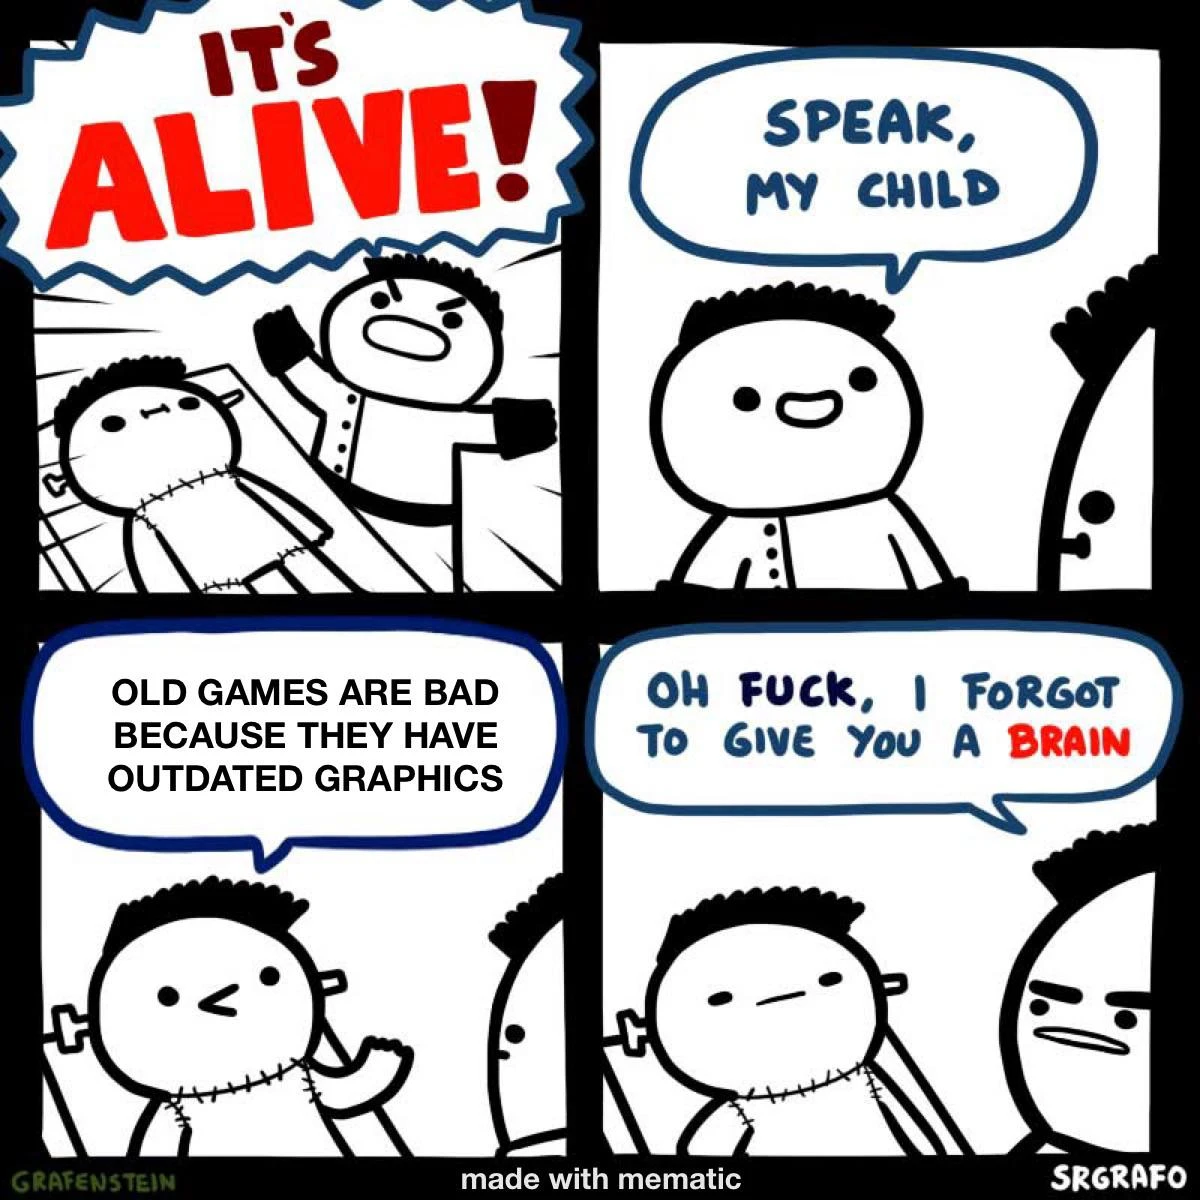 IT'S
ALIVE!
SPEAK,
MY CHILD
OLD GAMES ARE BAD
BECAUSE THEY HAVE
OUTDATED GRAPHICS
OH FUCK, I FORGOT
TO GIVE YOU A BRAIN
GRAFENSTEIN
made with mematic
SRGRAFO